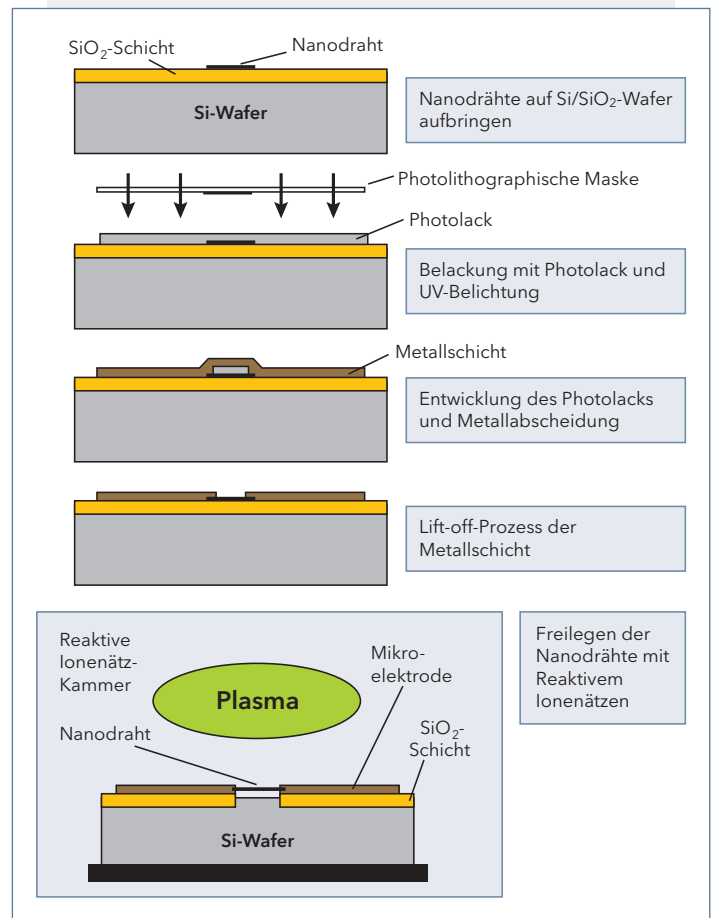 SiO₂-Schicht
Nanodraht
Si-Wafer
Nanodrähte auf Si/SiO₂-Wafer
aufbringen
Photolithographische Maske
Photolack
Belackung mit Photolack und
UV-Belichtung
Metallschicht
Entwicklung des Photolacks
und Metallabscheidung
Lift-off-Prozess der
Metallschicht
Reaktive
Ionenätz-
Kammer
Plasma
Mikro-
elektrode
Nanodraht
SiO₂-
Schicht
Si-Wafer
Freilegen der
Nanodrähte mit
Reaktivem
Ionenätzen